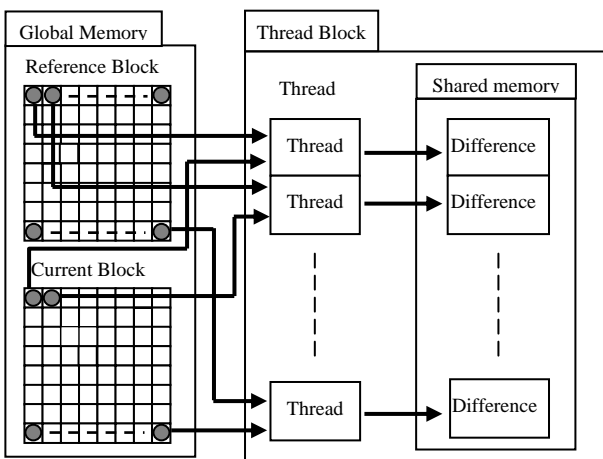 Global Memory
Reference Block
Current Block
Thread Block
Thread
Shared memory
Thread
Difference
Thread
Difference
Thread
Difference